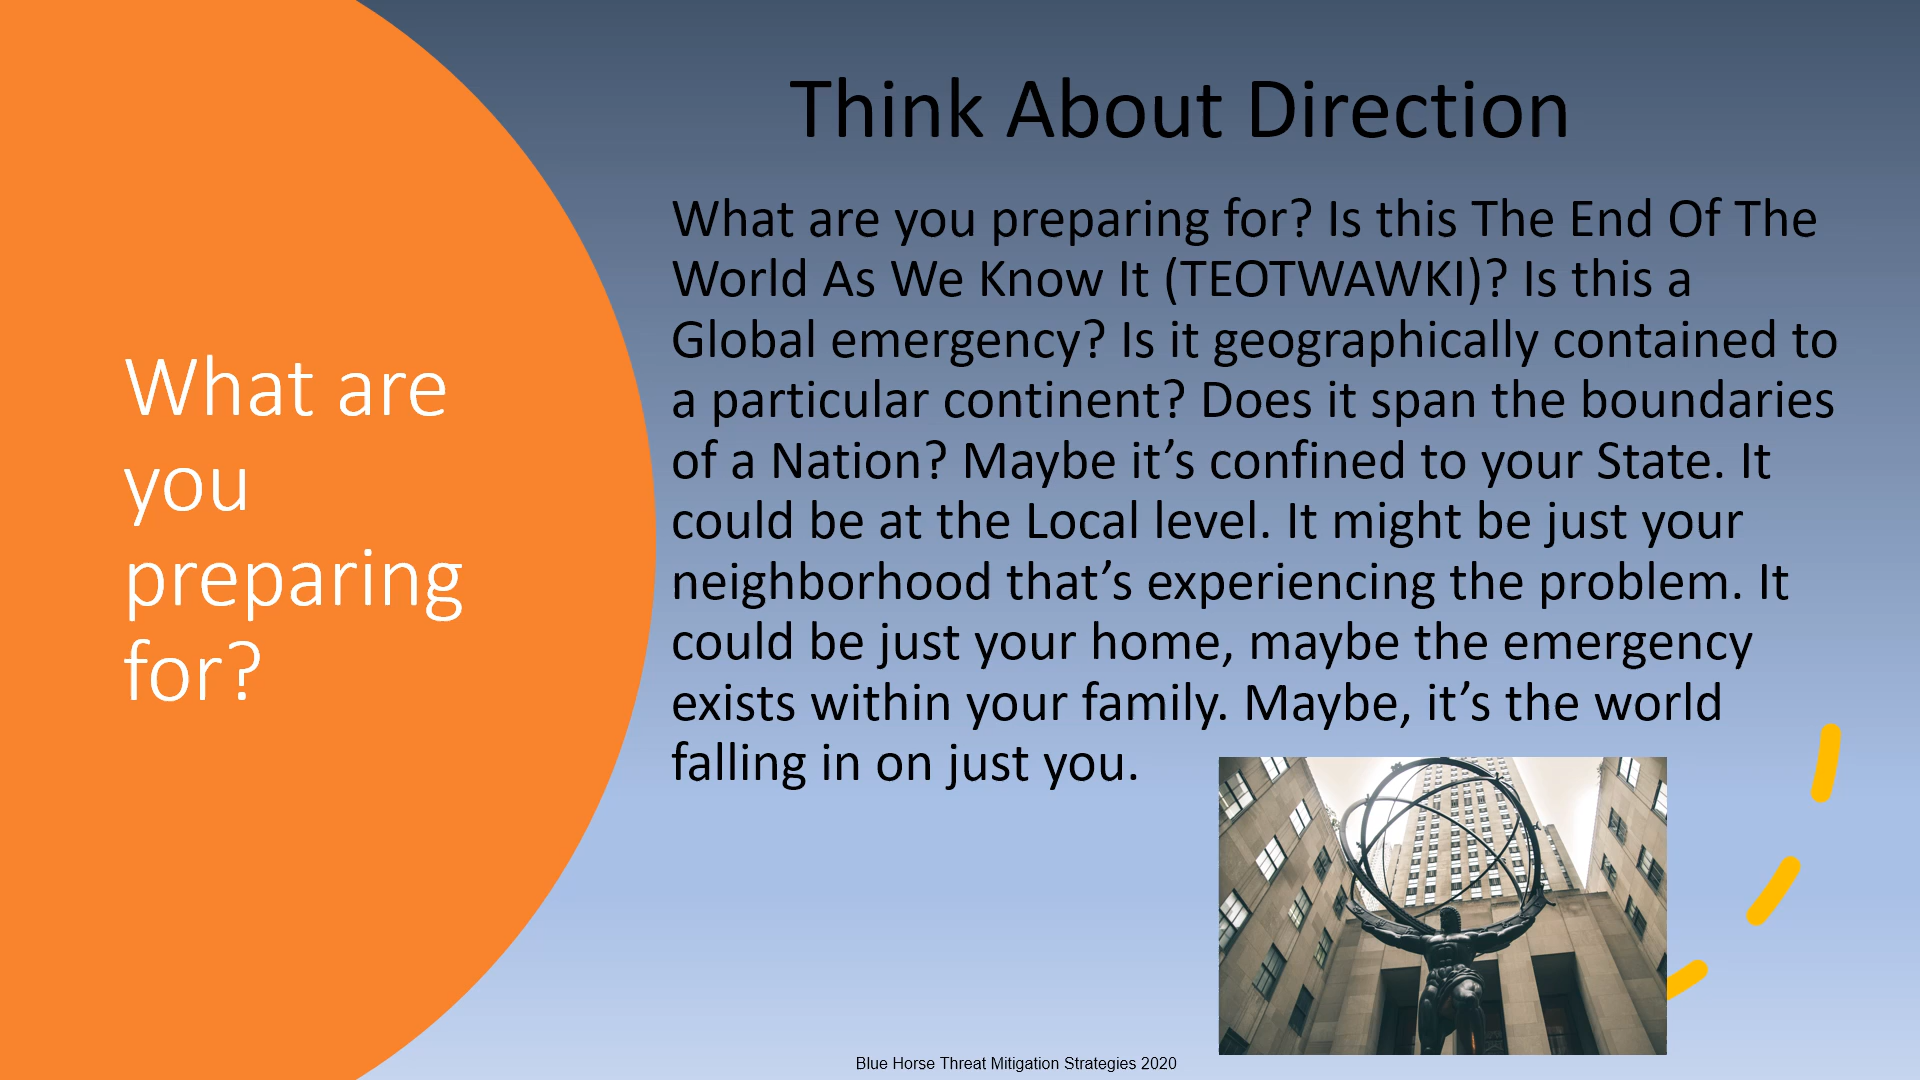 What are
you
preparing
for?
Think About Direction
What are you preparing for? Is this The End Of The
World As We Know It (TEOTWAWKI)? Is this a
Global emergency? Is it geographically contained to
a particular continent? Does it span the boundaries
of a Nation? Maybe it’s confined to your State. It
could be at the Local level. It might be just your
neighborhood that’s experiencing the problem. It
could be just your home, maybe the emergency
exists within your family. Maybe, it’s the world
falling in on just you.
Blue Horse Threat Mitigation Strategies 2020